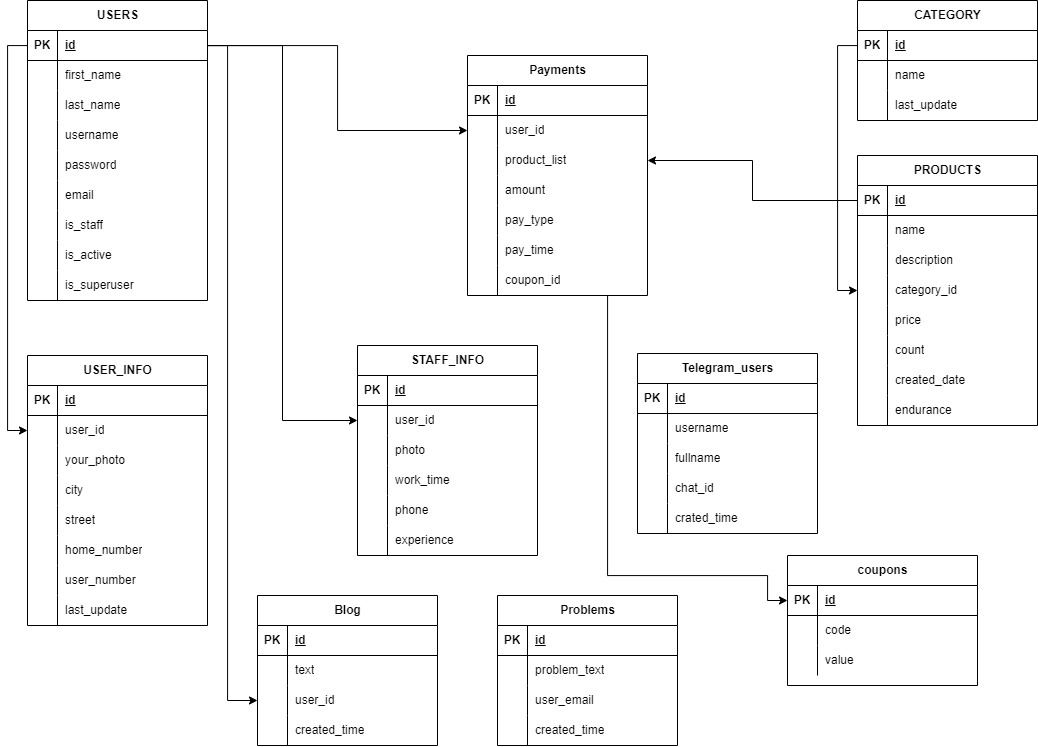 USERS
PK id
first_name
last_name
username
password
email
is_staff
is_active
is_superuser
Payments
PK id
user_id
product_list
amount
pay_type
pay_time
coupon_id
CATEGORY
PK id
name
last_update
PRODUCTS
PK id
name
description
category_id
price
count
created_date
endurance
USER_INFO
PK id
user_id
your_photo
city
street
home_number
user_number
last_update
STAFF_INFO
PK id
user_id
photo
work_time
phone
experience
Telegram_users
PK id
username
fullname
chat_id
crated_time
Blog
PK id
text
user_id
created_time
Problems
PK id
problem_text
user_email
created_time
coupons
PK id
code
value